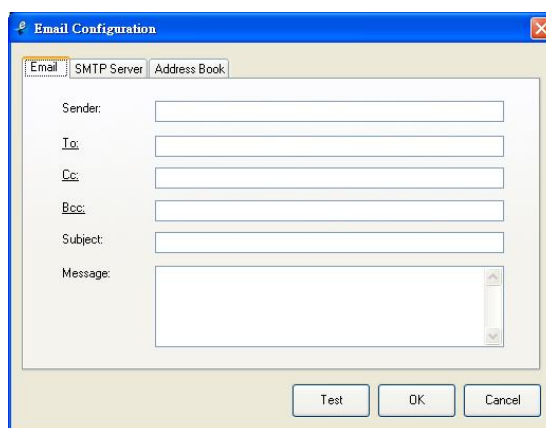 Email Configuration
Email SMTP Server Address Book
Sender:
To:
Cc:
Bcc:
Subject:
Message:
Test OK Cancel